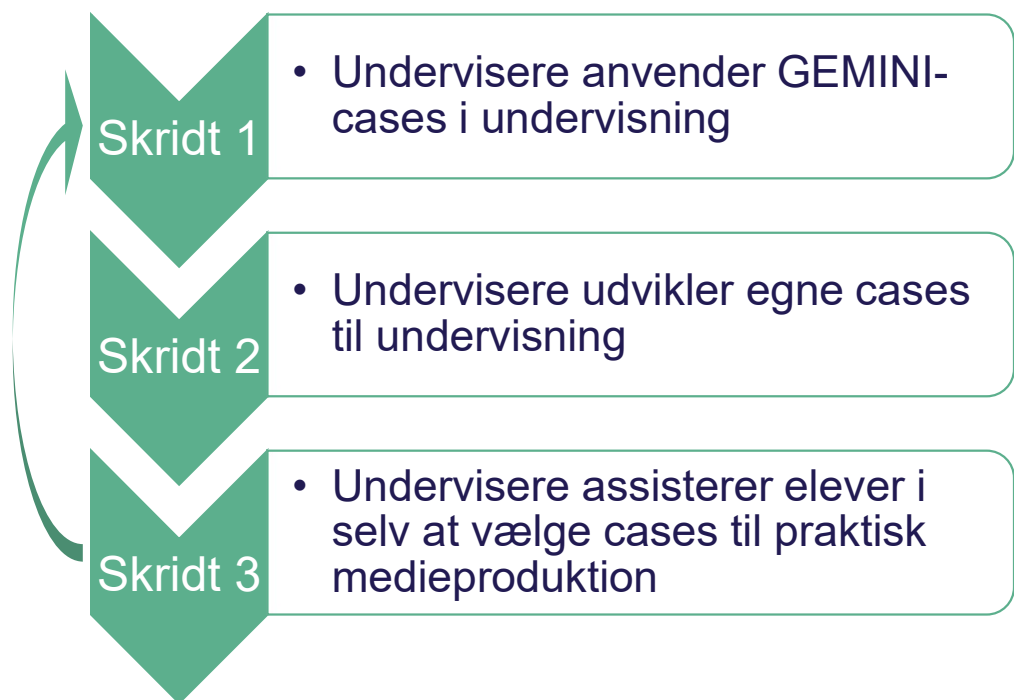 Skridt 1
• Undervisere anvender GEMINI-
cases i undervisning
Skridt 2
• Undervisere udvikler egne cases
til undervisning
Skridt 3
• Undervisere assisterer elever i
selv at vælge cases til praktisk
medieproduktion